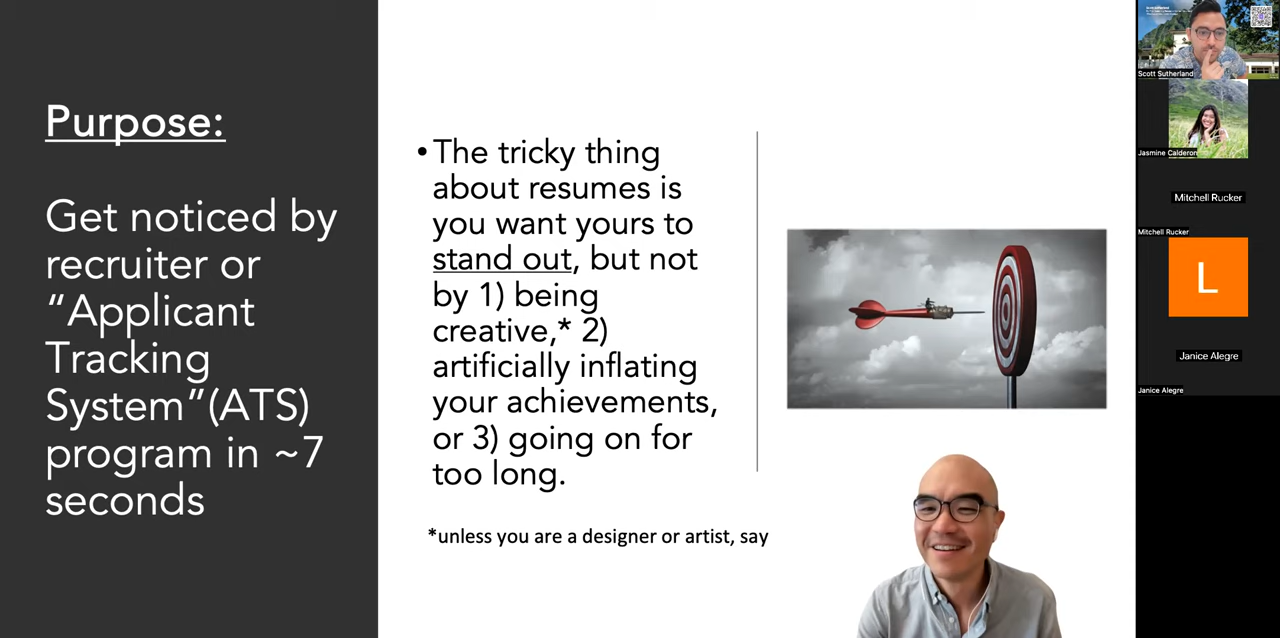 Purpose:
Get noticed by
recruiter or
“Applicant
Tracking
System”(ATS)
program in ~7
seconds
•The tricky thing
about resumes is
you want yours to
stand out, but not
by 1) being
creative,* 2)
artificially inflating
your achievements,
or 3) going on for
too long.
*unless you are a designer or artist, say
Scott Sutherland
Jasmine Calderon
Mitchell Rucker
Mitchell Rucker
L
Janice Alegre
Janice Alegre